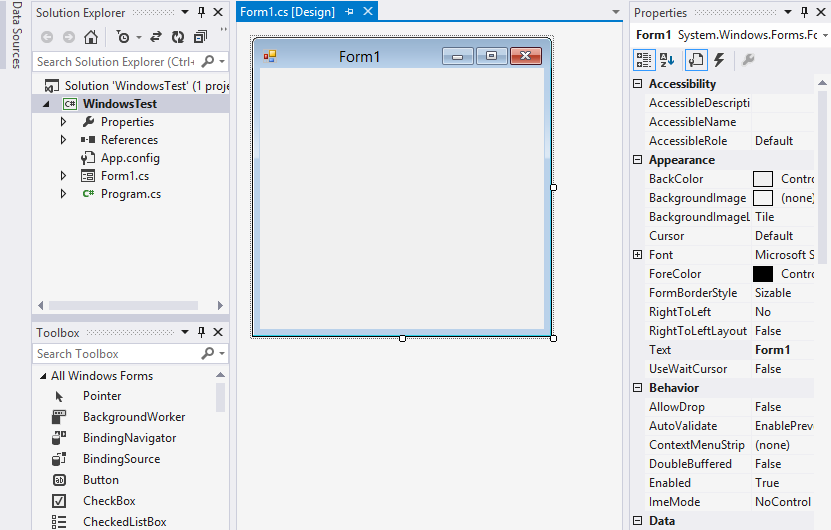 Data Sources
Solution Explorer
Search Solution Explorer (Ctrl+
Solution 'WindowsTest' (1 proje
C# WindowsTest
Properties
References
App.config
Form1.cs
C# Program.cs
Toolbox
Search Toolbox
All Windows Forms
Pointer
BackgroundWorker
BindingNavigator
BindingSource
Button
CheckBox
CheckedListBox
Form1.cs [Design]
Form1
Properties
Form1 System.Windows.Forms.Fo
Accessibility
AccessibleDescripti
AccessibleName
AccessibleRole Default
Appearance
BackColor Contro
BackgroundImage (none)
BackgroundImageL Tile
Cursor Default
Font Microsoft S
ForeColor Contro
FormBorderStyle Sizable
RightToLeft No
RightToLeftLayout False
Text Form1
UseWaitCursor False
Behavior
AllowDrop False
AutoValidate EnablePrev
ContextMenuStrip (none)
DoubleBuffered False
Enabled True
ImeMode NoControl
Data